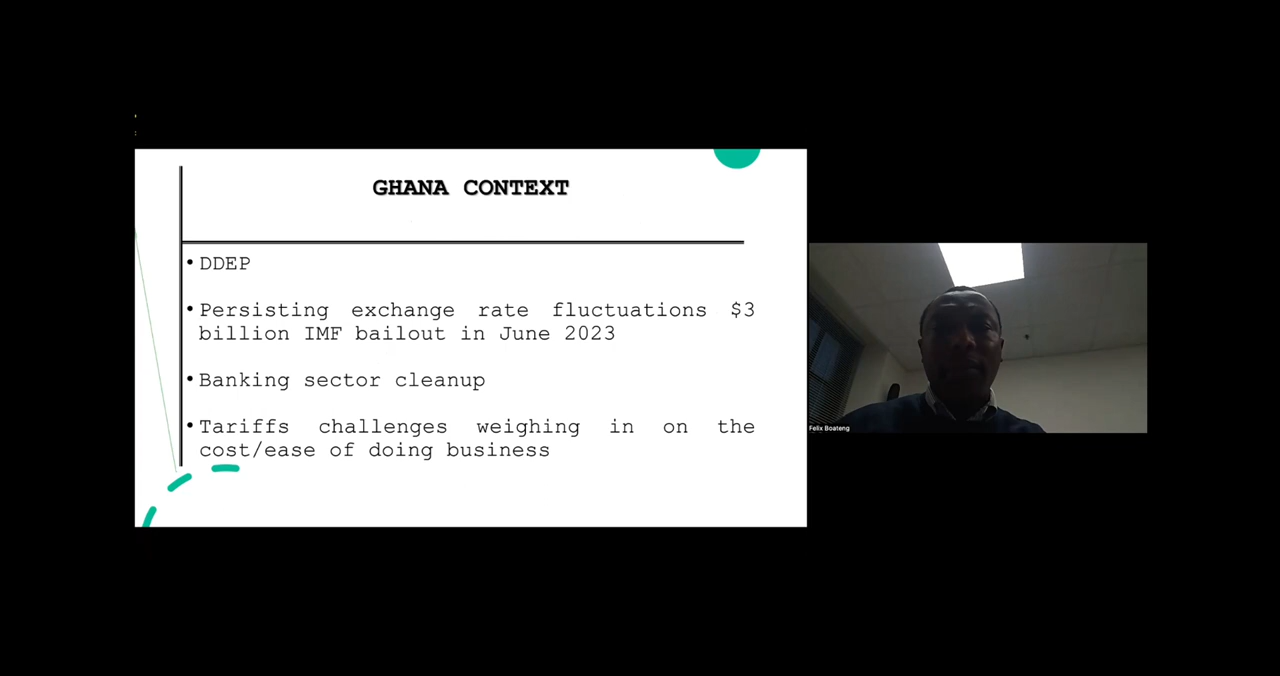 GHANA CONTEXT
• DDEP
• Persisting exchange rate fluctuations $3
billion IMF bailout in June 2023
• Banking sector cleanup
• Tariffs challenges weighing in on the
cost/ease of doing business
Felix Boateng